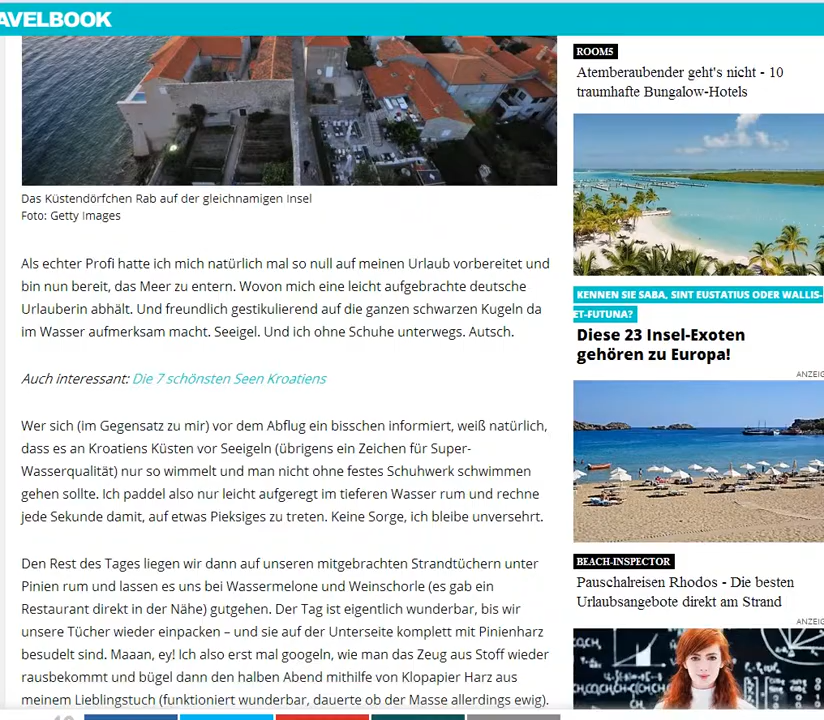 AVELBOOK
Das Küstendörfchen Rab auf der gleichnamigen Insel
Foto: Getty Images
Als echter Profi hatte ich mich natürlich mal so null auf meinen Urlaub vorbereitet und
bin nun bereit, das Meer zu entern. Wovon mich eine leicht aufgebrachte deutsche
Urlauberin abhält. Und freundlich gestikulierend auf die ganzen schwarzen Kugeln da
im Wasser aufmerksam macht. Seeigel. Und ich ohne Schuhe unterwegs. Autsch.
Auch interessant: Die 7 schönsten Seen Kroatiens
Wer sich (im Gegensatz zu mir) vor dem Abflug ein bisschen informiert, weiß natürlich,
dass es an Kroatiens Küsten vor Seeigeln (übrigens ein Zeichen für Super-
Wasserqualität) nur so wimmelt und man nicht ohne festes Schuhwerk schwimmen
gehen sollte. Ich paddel also nur leicht aufgeregt im tieferen Wasser rum und rechne
jede Sekunde damit, auf etwas Pieksiges zu treten. Keine Sorge, ich bleibe unversehrt.
Den Rest des Tages liegen wir dann auf unseren mitgebrachten Strandtüchern unter
Pinien rum und lassen es uns bei Wassermelone und Weinschorle (es gab ein
Restaurant direkt in der Nähe) gutgehen. Der Tag ist eigentlich wunderbar, bis wir
unsere Tücher wieder einpacken – und sie auf der Unterseite komplett mit Pinienharz
besudelt sind. Maaan, ey! Ich also erst mal googeln, wie man das Zeug aus Stoff wieder
rausbekommt und bügel dann den halben Abend mithilfe von Klopapier Harz aus
meinem Lieblingstuch (funktioniert wunderbar, dauerte ob der Masse allerdings ewig).
ROOM5
Atemberaubender geht's nicht - 10
traumhafte Bungalow-Hotels
KENNEN SIE SABA, SINT EUSTATIUS ODER WALLIS-
ET-FUTUNA?
Diese 23 Insel-Exoten
gehören zu Europa!
ANZEIG
BEACH-INSPECTOR
Pauschalreisen Rhodos - Die besten
Urlaubsangebote direkt am Strand
ANZEIG